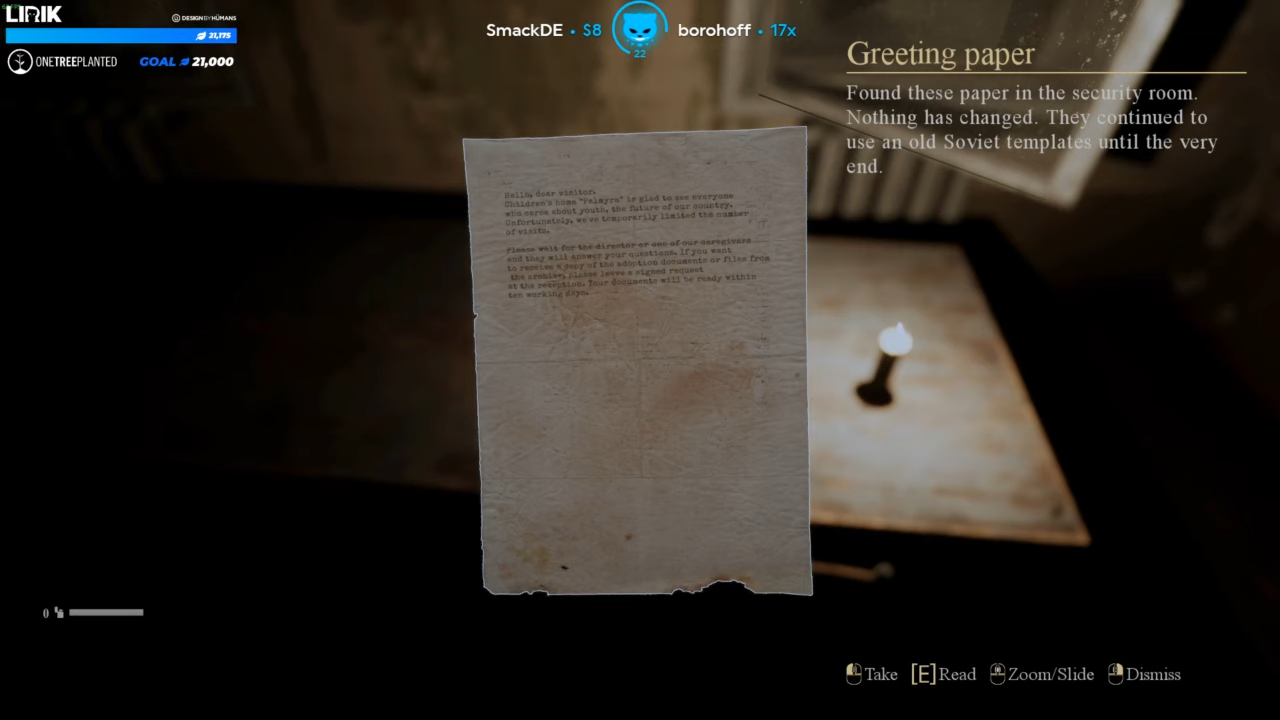 LIRIK
DESIGN BY HUMANS
21,175
ONETREEPLANTED
GOAL 21,000
SmackDE • $8
22
borohoff • 17x
Greeting paper
Found these paper in the security room.
Nothing has changed. They continued to
use an old Soviet templates until the very
end.
Hello, dear visitor.
Children's home "Palmyra" is glad to see everyone
who cares about youth, the future of our country.
Unfortunately, we've temporarily limited the number
of visits.
Please wait for the director or one of our caregivers
and they will answer your questions. If you want
to receive a copy of the adoption documents or files from
the archive, please leave a signed request
at the reception. Your documents will be ready within
ten working days.
0
Take
[E] Read
Zoom/Slide
Dismiss